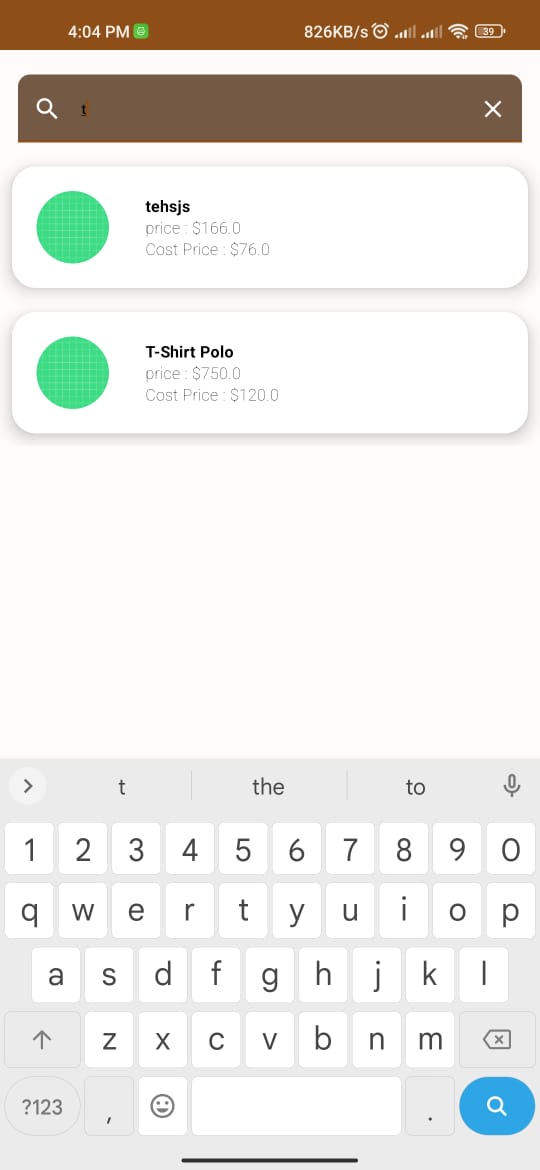 4:04 PM
826KB/s 39
t
tehsjs
price : $166.0
Cost Price : $76.0
T-Shirt Polo
price : $750.0
Cost Price : $120.0
t the to
1 2 3 4 5 6 7 8 9 0
q w e r t y u i o p
a s d f g h j k l
z x c v b n m
?123 , .